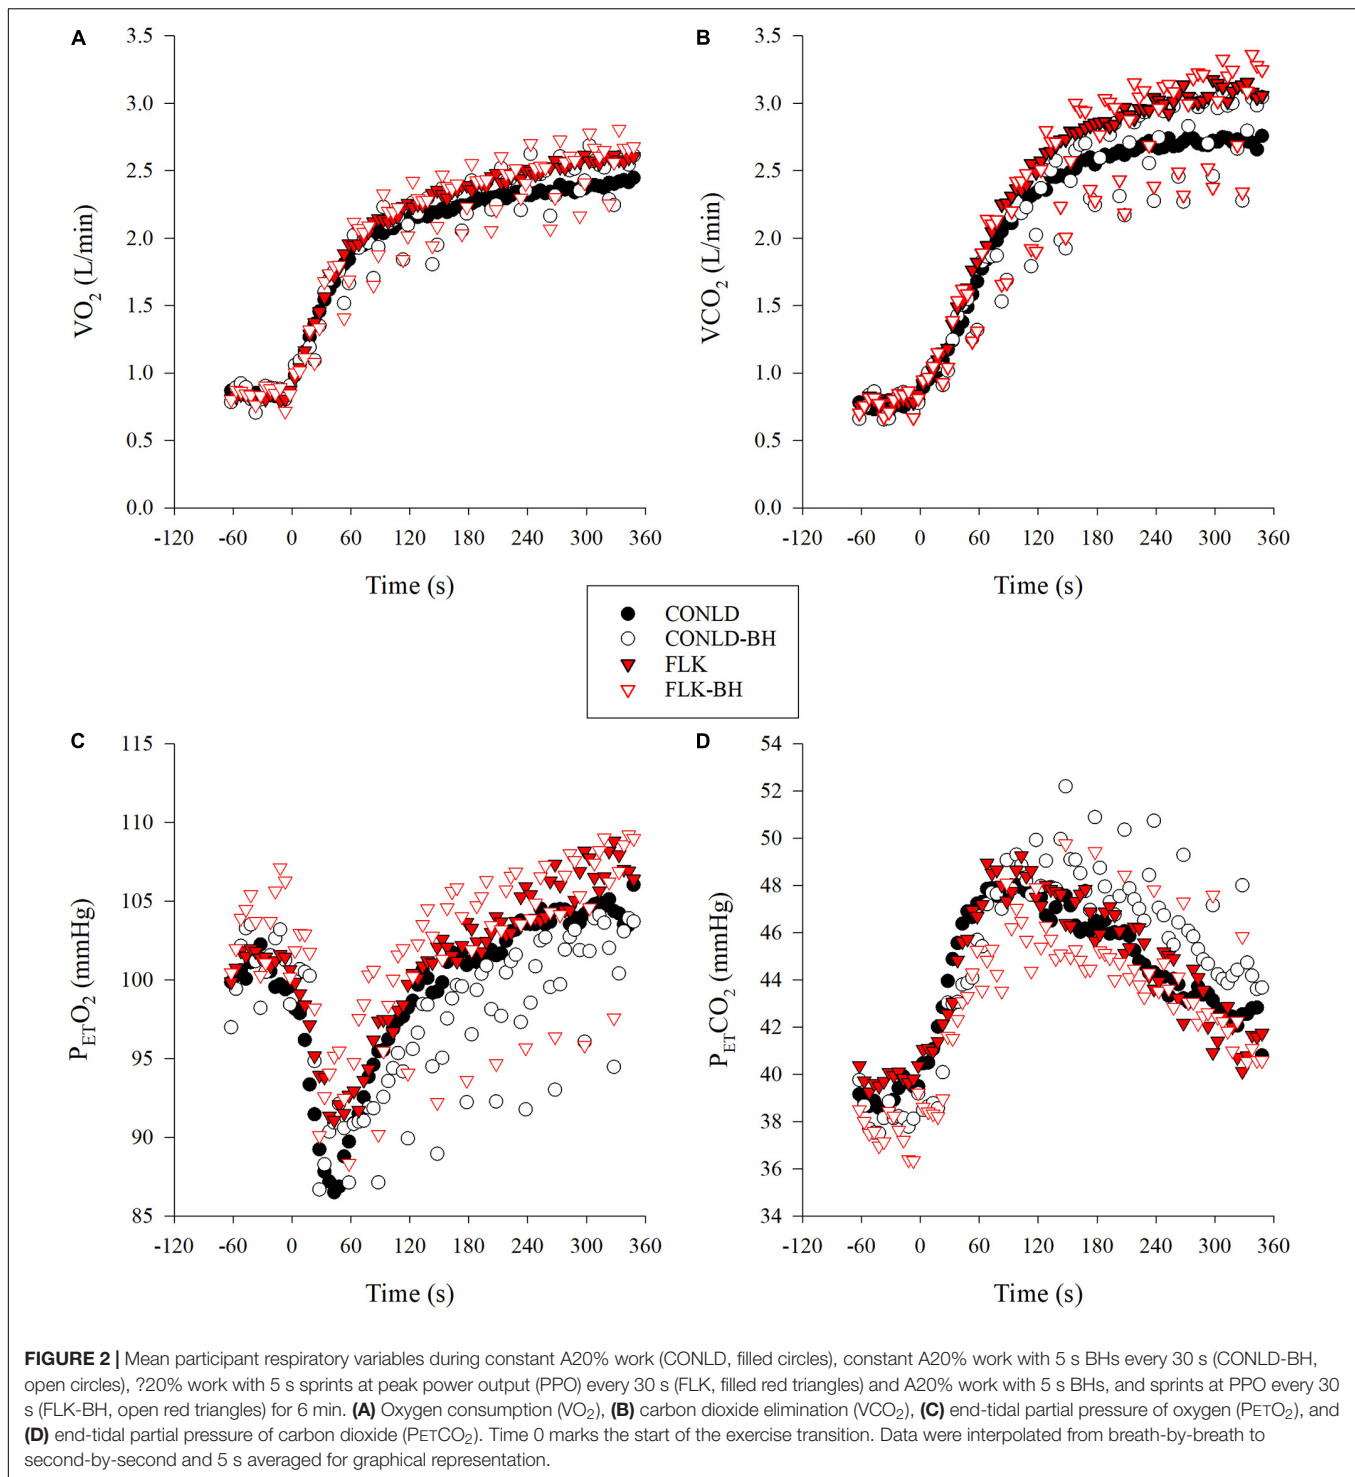 A
3.5
3.0
2.5
2.0
1.5
1.0
0.5
0.0
VO2 (L/min)
-120 -60 0 60 120 180 240 300 360
Time (s)
B
3.5
3.0
2.5
2.0
1.5
1.0
0.5
0.0
VCO2 (L/min)
-120 -60 0 60 120 180 240 300 360
Time (s)
CONLD
CONLD-BH
FLK
FLK-BH
C
115
110
105
100
95
90
85
PETO2 (mmHg)
-120 -60 0 60 120 180 240 300 360
Time (s)
D
54
52
50
48
46
44
42
40
38
36
34
PETCO2 (mmHg)
-120 -60 0 60 120 180 240 300 360
Time (s)
FIGURE 2 | Mean participant respiratory variables during constant Δ20% work (CONLD, filled circles), constant Δ20% work with 5 s BHs every 30 s (CONLD-BH,
open circles), ?20% work with 5 s sprints at peak power output (PPO) every 30 s (FLK, filled red triangles) and Δ20% work with 5 s BHs, and sprints at PPO every 30
s (FLK-BH, open red triangles) for 6 min. (A) Oxygen consumption (VO2), (B) carbon dioxide elimination (VCO2), (C) end-tidal partial pressure of oxygen (PETO2), and
(D) end-tidal partial pressure of carbon dioxide (PETCO2). Time 0 marks the start of the exercise transition. Data were interpolated from breath-by-breath to
second-by-second and 5 s averaged for graphical representation.